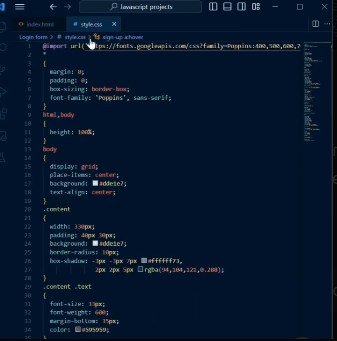 Javascript projects
index.html
# style.css
Login form > # style.css > sign-up a:hover
1 @import url('https://fonts.googleapis.com/css?family=Poppins:400,500,600,7
2 *
3 {
4 margin: 0;
5 padding: 0;
6 box-sizing: border-box;
7 font-family: 'Poppins', sans-serif;
8 }
9 html,body
10 {
11 height: 100%;
12 }
13 body
14 {
15 display: grid;
16 place-items: center;
17 background: #dde1e7;
18 text-align: center;
19 }
20 .content
21 {
22 width: 330px;
23 padding: 40px 30px;
24 background: #dde1e7;
25 border-radius: 10px;
26 box-shadow: -3px -3px 7px #ffffff73,
27 2px 2px 5px rgba(94,104,121,0.288);
28 }
29 .content .text
30 {
31 font-size: 33px;
32 font-weight: 600;
33 margin-bottom: 35px;
34 color: #595959;